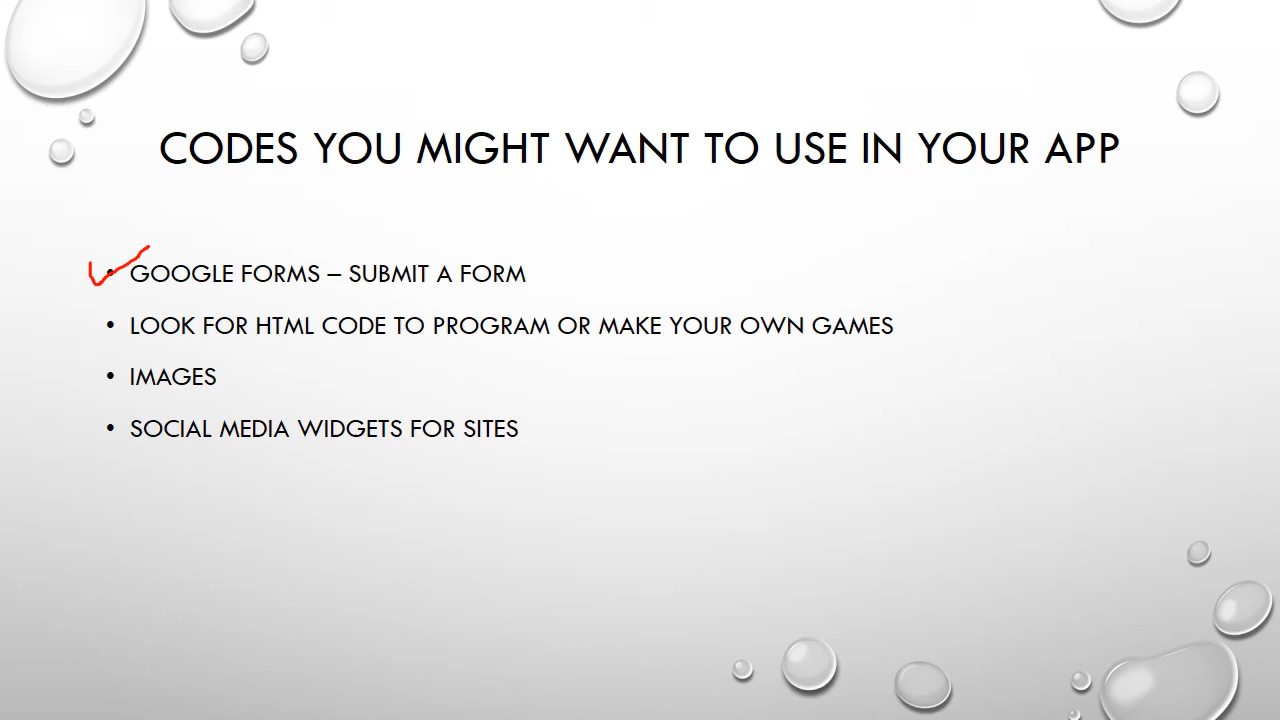 CODES YOU MIGHT WANT TO USE IN YOUR APP
• GOOGLE FORMS – SUBMIT A FORM
• LOOK FOR HTML CODE TO PROGRAM OR MAKE YOUR OWN GAMES
• IMAGES
• SOCIAL MEDIA WIDGETS FOR SITES